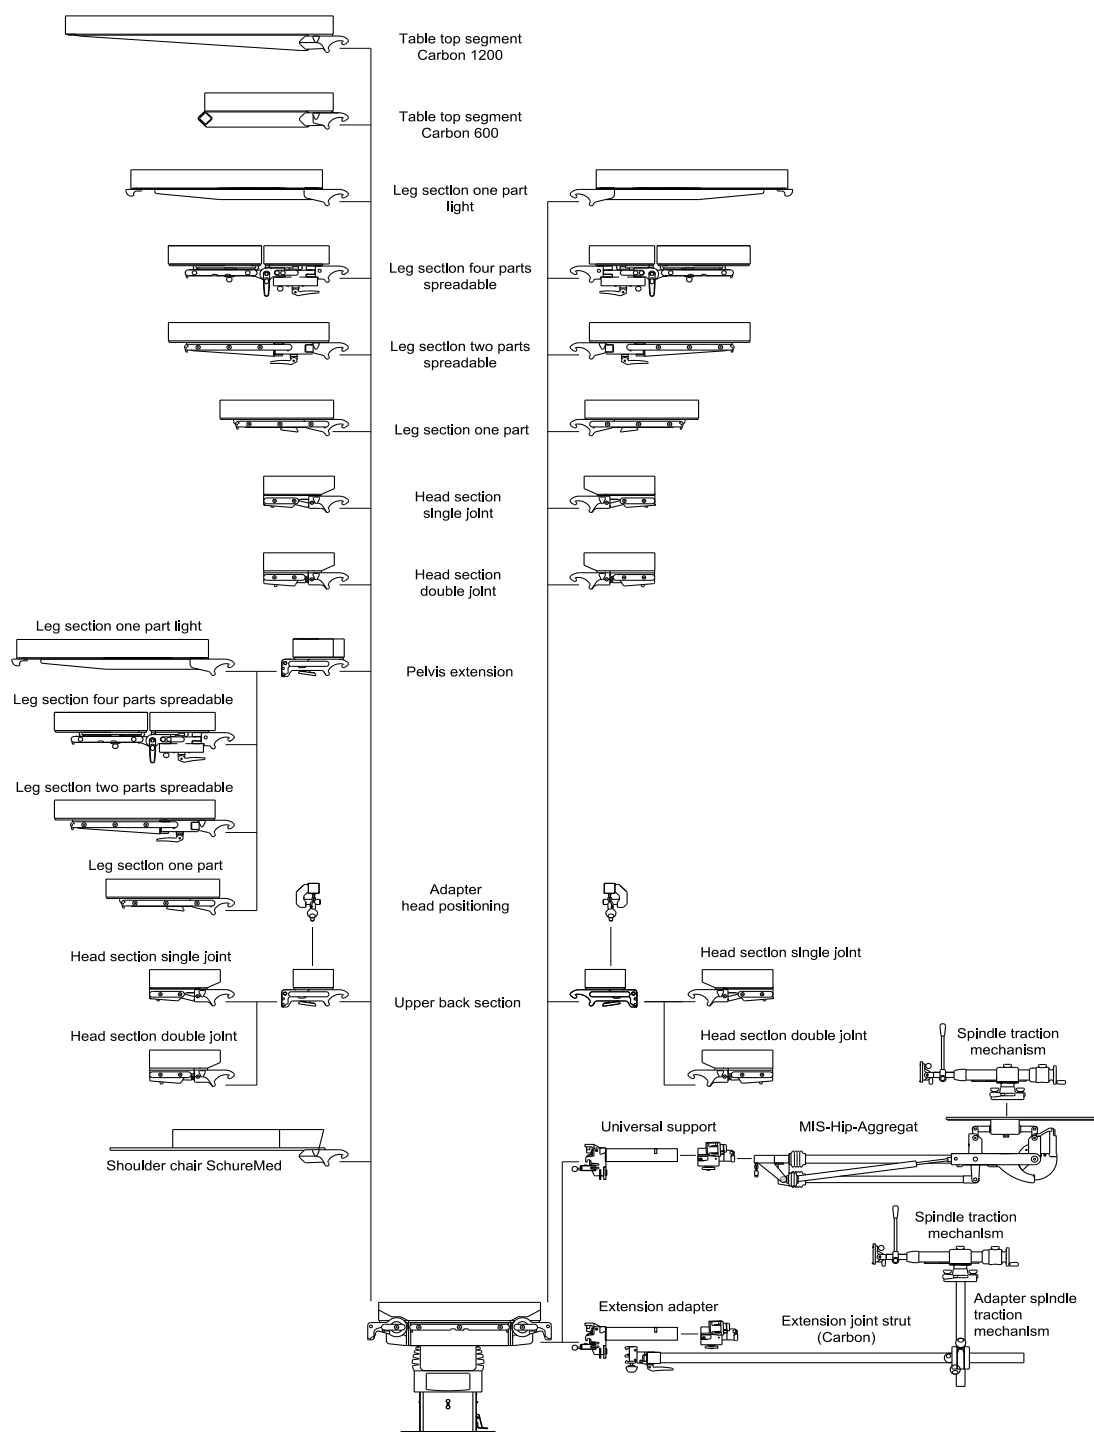 Table top segment
Carbon 1200
Table top segment
Carbon 600
Leg section one part
light
Leg section four parts
spreadable
Leg section two parts
spreadable
Leg section one part
Head section
single joint
Head section
double joint
Leg section one part light
Pelvis extension
Leg section four parts spreadable
Leg section two parts spreadable
Leg section one part
Adapter
head positioning
Head section single joint
Head section single joint
Upper back section
Head section double joint
Head section double joint
Spindle traction
mechanism
Universal support
MIS-Hip-Aggregat
Shoulder chair SchureMed
Spindle traction
mechanism
Extension adapter
Extension joint strut
(Carbon)
Adapter spindle
traction
mechanism